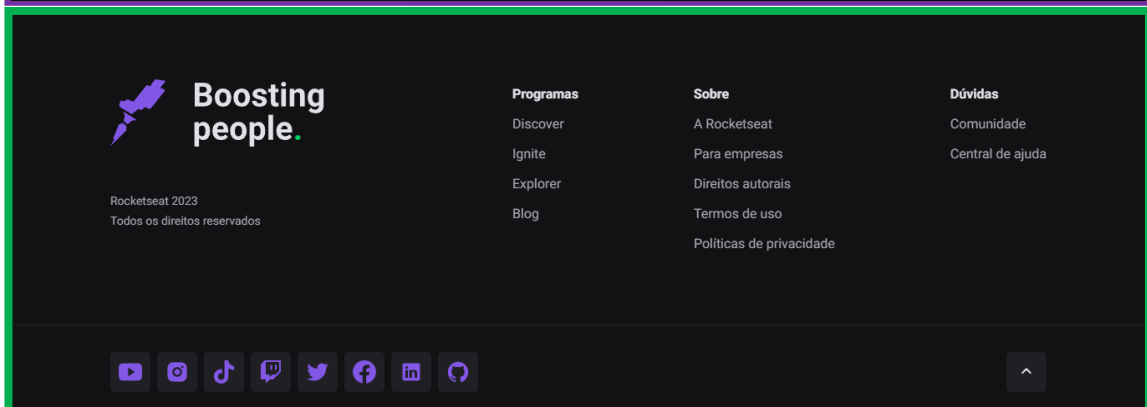 Boosting
people.
Rocketseat 2023
Todos os direitos reservados
Programas
Discover
Ignite
Explorer
Blog
Sobre
A Rocketseat
Para empresas
Direitos autorais
Termos de uso
Políticas de privacidade
Dúvidas
Comunidade
Central de ajuda
in